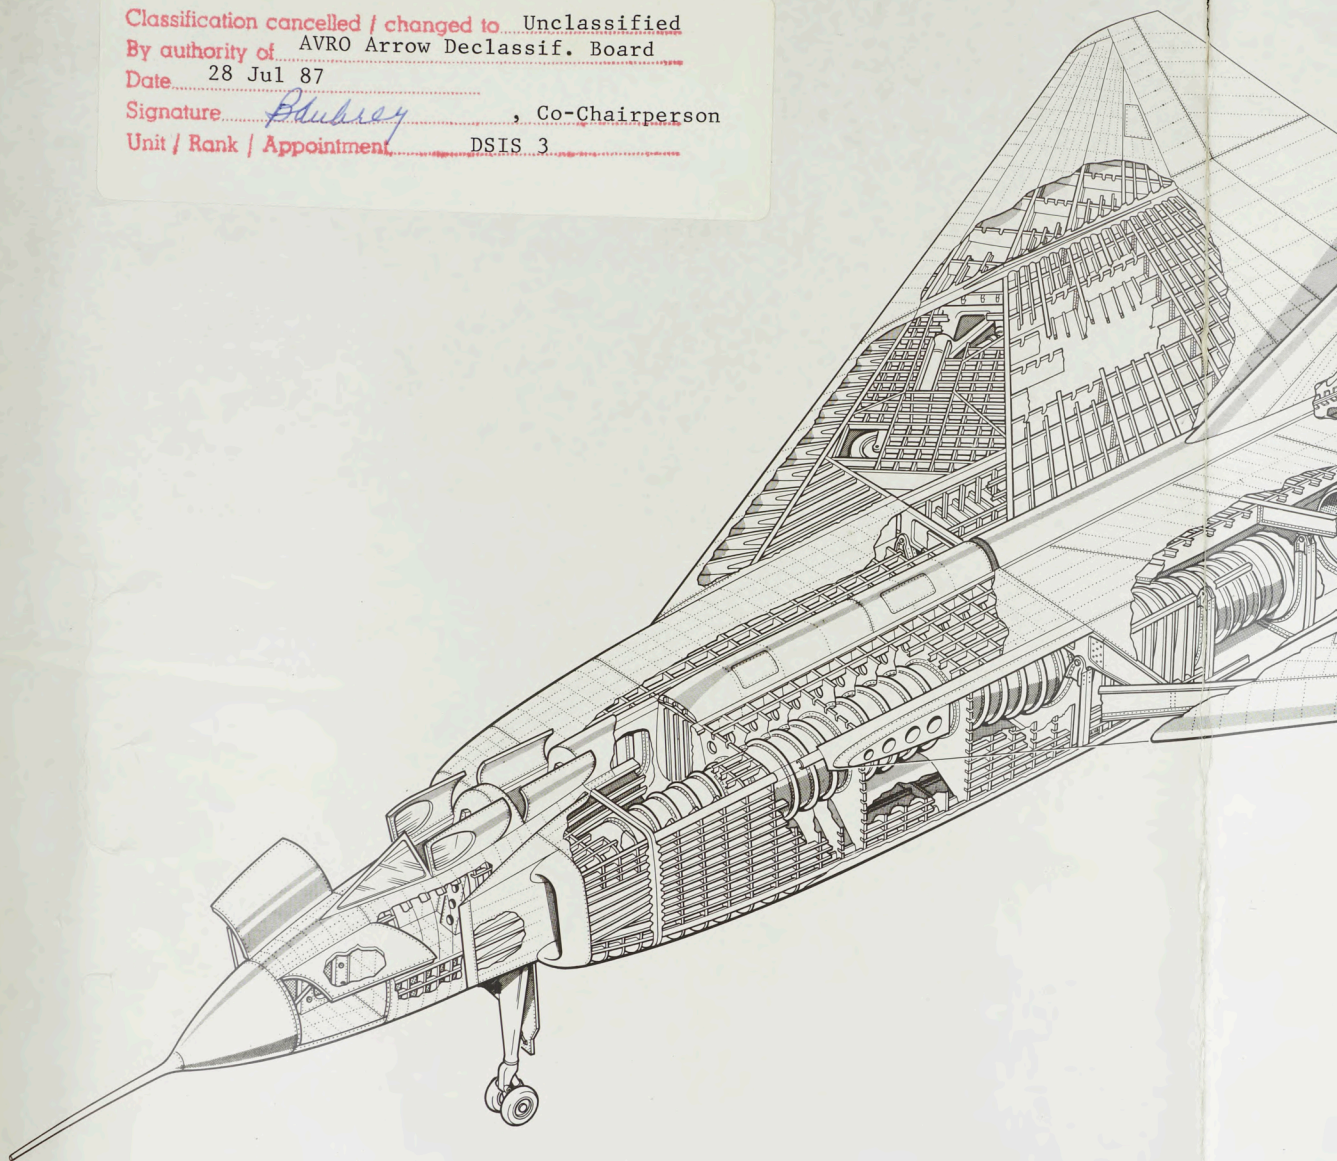 Classification cancelled / changed to Unclassified
By authority of AVRO Arrow Declassif. Board
Date 28 Jul 87
Signature , Co-Chairperson
Unit / Rank / Appointment DSIS 3